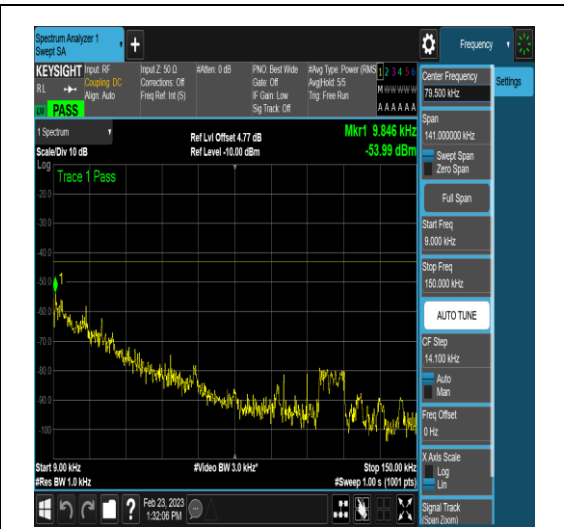 Spectrum Analyzer 1
Swept SA
Frequency
KEYSIGHT
RL
PASS
Input: RF
Coupling: DC
Align: Auto
Input Z: 50 Ω
Corrections: Off
Freq Ref: Int (S)
#Atten: 0 dB
PNO: Best Wide
Gate: Off
IF Gain: Low
Sig Track: Off
#Avg Type: Power (RMS
Avg|Hold: 5/5
Trig: Free Run
1 2 3 4 5 6
M W W W W W
A A A A A A
Center Frequency
79.500 kHz
Settings
Span
141.000000 kHz
Swept Span
Zero Span
Full Span
Start Freq
9.000 kHz
Stop Freq
150.000 kHz
AUTO TUNE
CF Step
14.100 kHz
Auto
Man
Freq Offset
0 Hz
X Axis Scale
Log
Lin
Signal Track
(Span Zoom)
1 Spectrum
Scale/Div 10 dB
Ref Lvl Offset 4.77 dB
Ref Level -10.00 dBm
Mkr1 9.846 kHz
-53.99 dBm
Log
Trace 1 Pass
-20.0
-30.0
-40.0
-50.0
1
-60.0
-70.0
-80.0
-90.0
-100
Start 9.00 kHz
#Res BW 1.0 kHz
#Video BW 3.0 kHz*
Stop 150.00 kHz
#Sweep 1.00 s (1001 pts)
?
Feb 23, 2023
1:32:06 PM